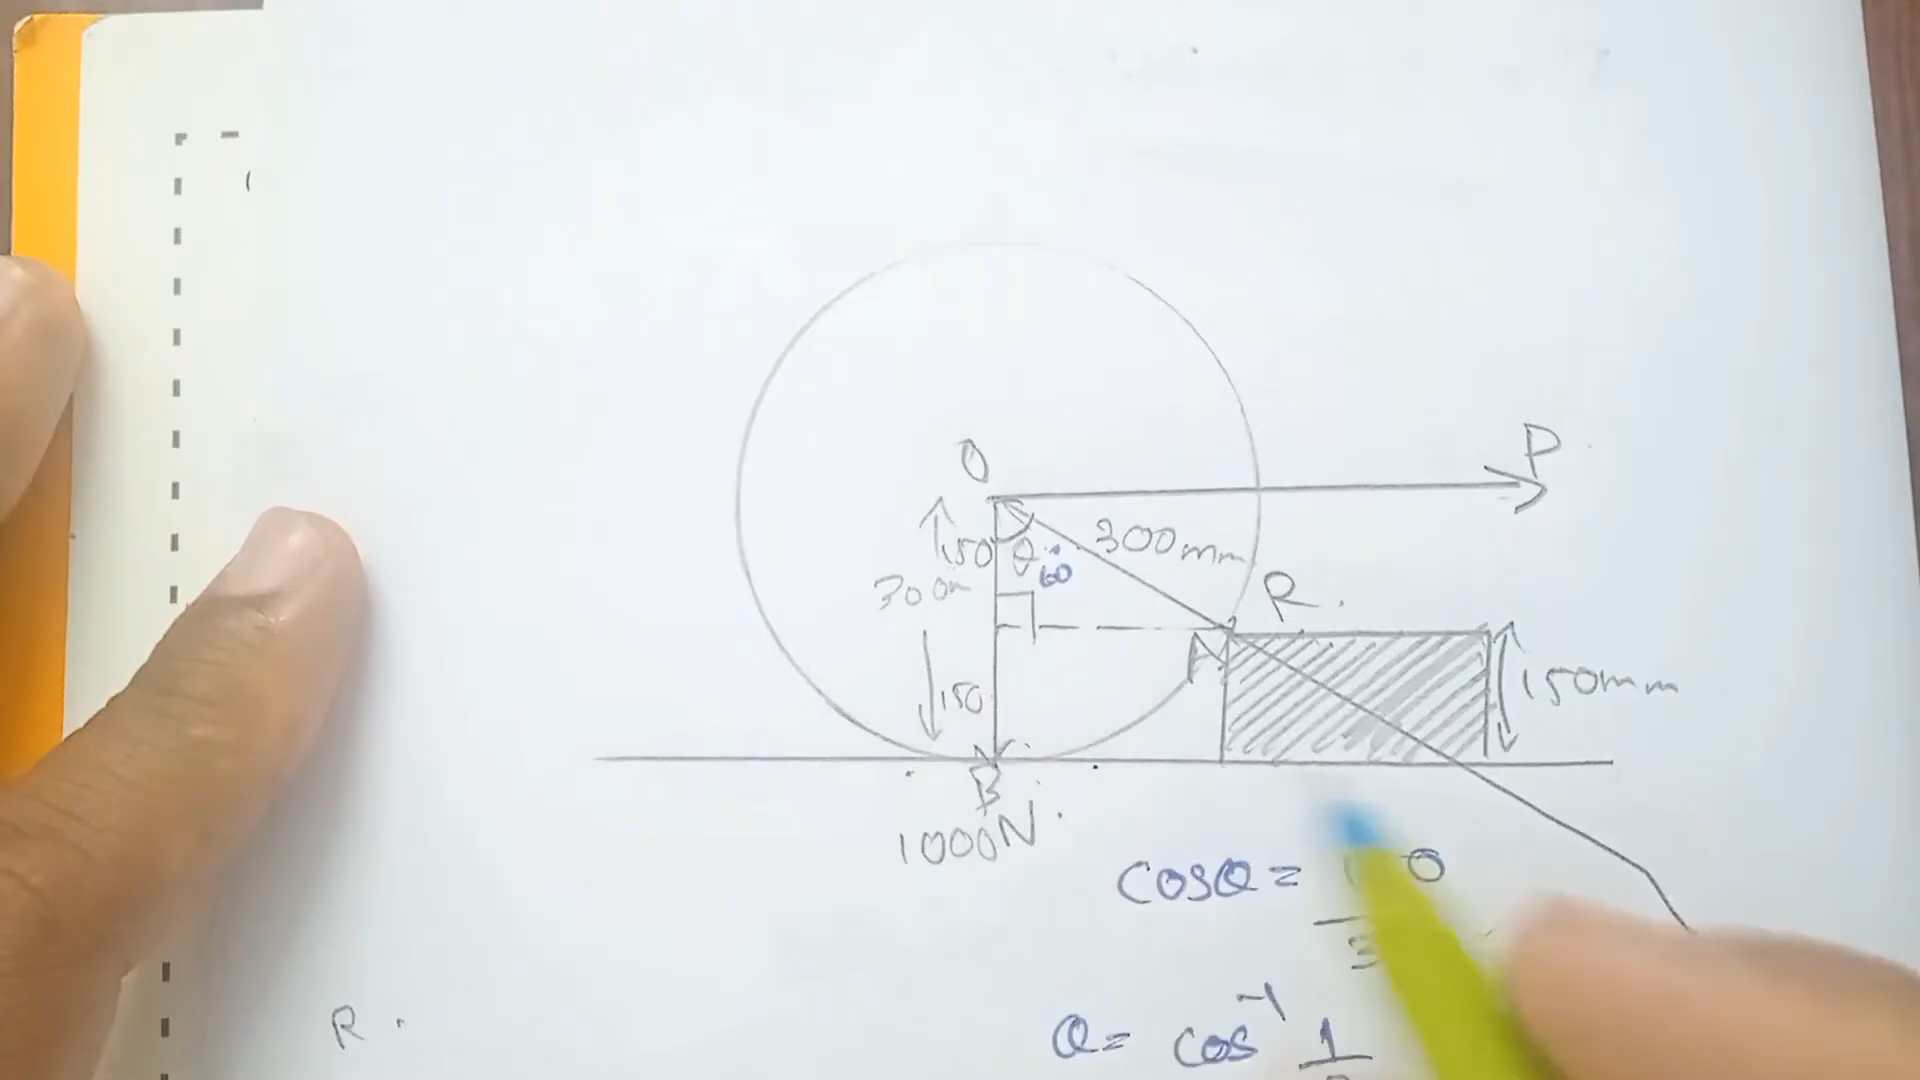 P
O
150
θ
60
300mm
300m
R.
150
150mm
B
1000N.
cosθ =
θ = cos⁻¹ 1
R.